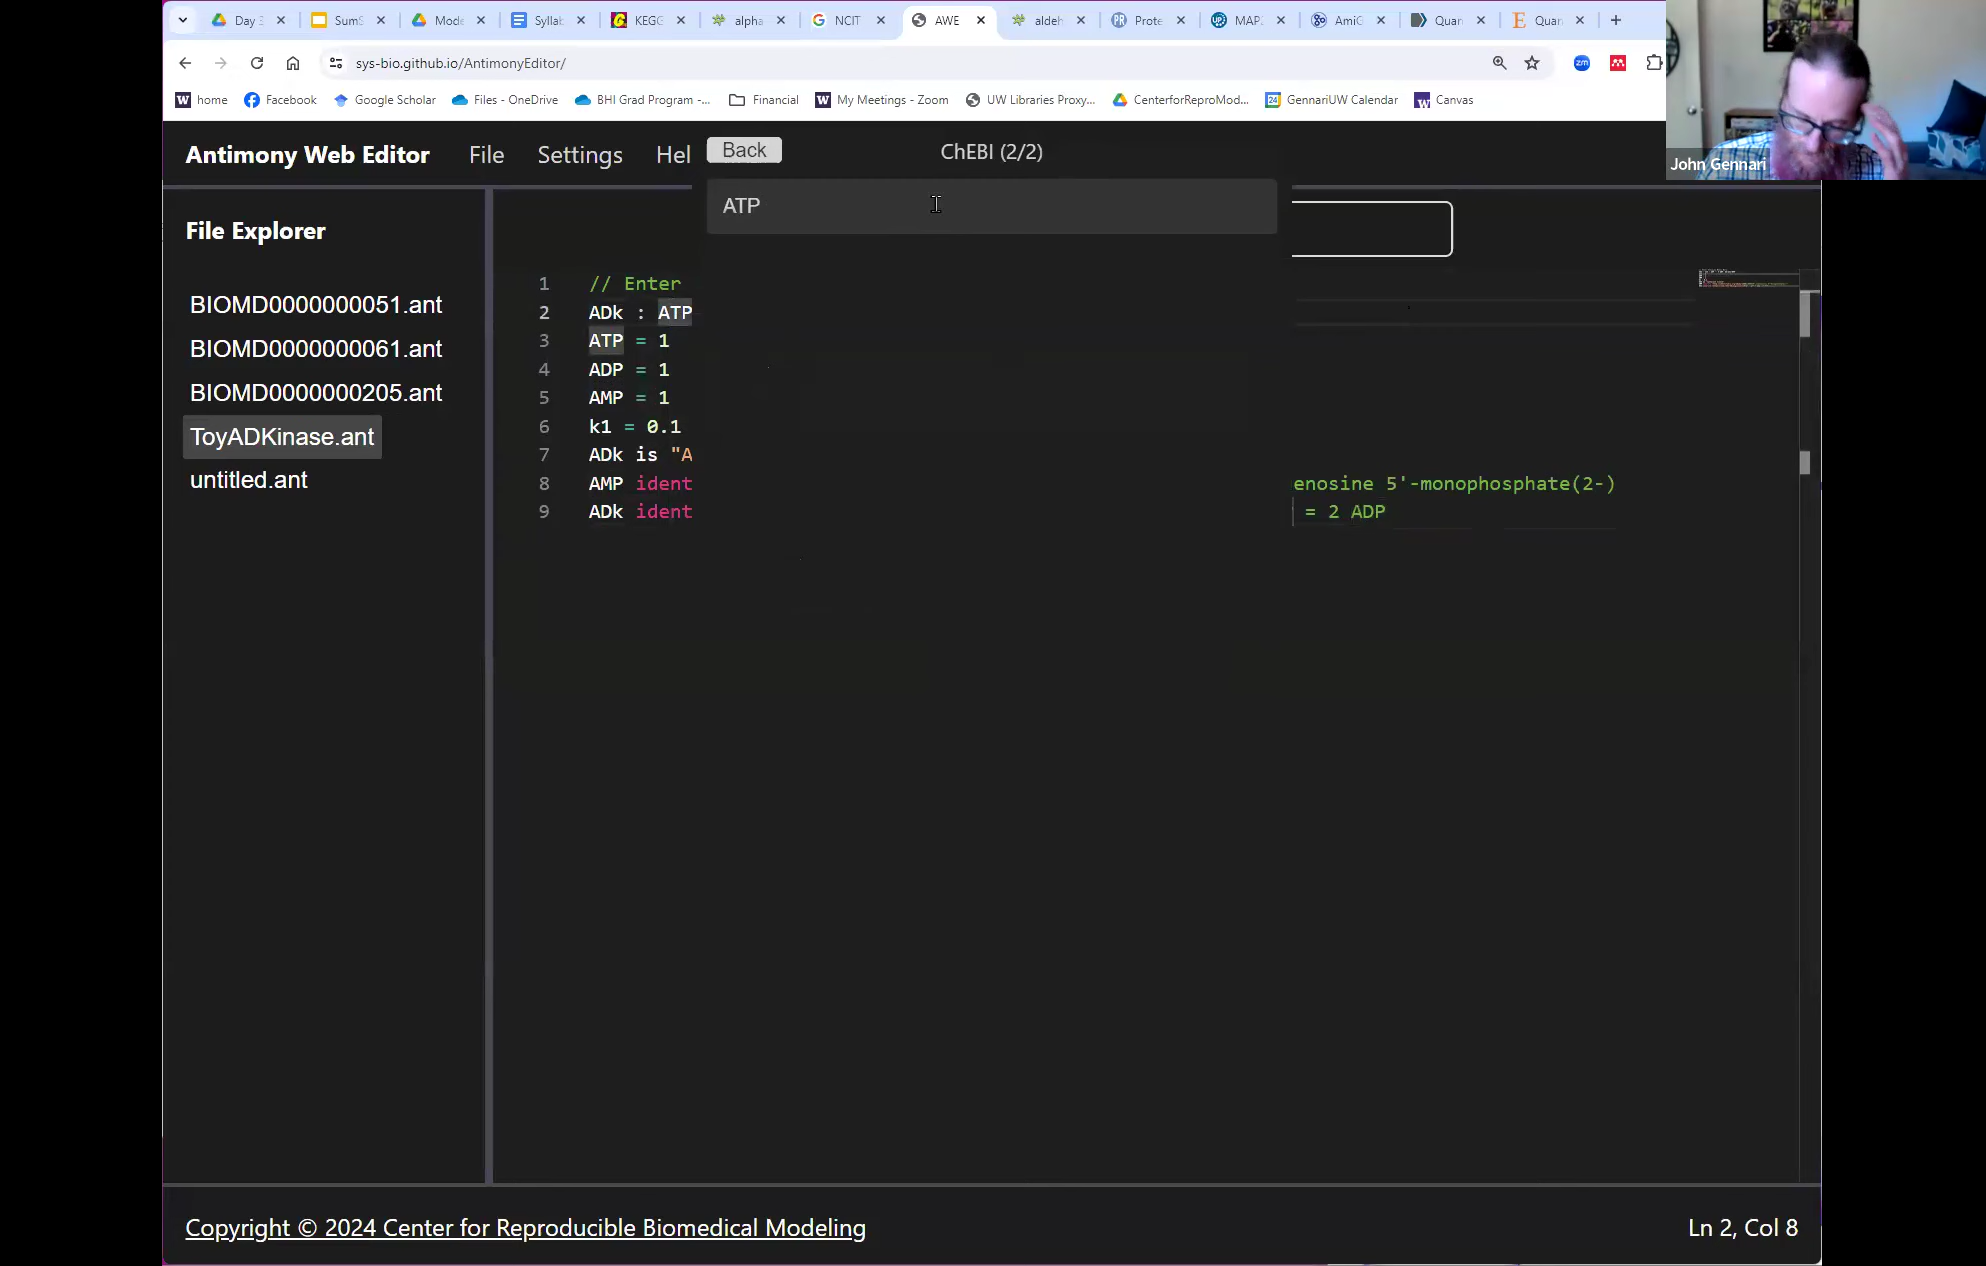 Day
SumS
Mode
Syllab
KEGG
alpha
NCIT
AWE
aldeh
Prote
MAP
AmiG
Quan
Quan
sys-bio.github.io/AntimonyEditor/
home
Facebook
Google Scholar
Files - OneDrive
BHI Grad Program -...
Financial
My Meetings - Zoom
UW Libraries Proxy...
CenterforReproMod...
GennariUW Calendar
Canvas
John Gennari
Antimony Web Editor
File
Settings
Hel
Back
ChEBI (2/2)
ATP
File Explorer
BIOMD0000000051.ant
BIOMD0000000061.ant
BIOMD0000000205.ant
ToyADKinase.ant
untitled.ant
1 // Enter
2 ADk : ATP
3 ATP = 1
4 ADP = 1
5 AMP = 1
6 k1 = 0.1
7 ADk is "A
8 AMP ident enosine 5'-monophosphate(2-)
9 ADk ident = 2 ADP
Copyright © 2024 Center for Reproducible Biomedical Modeling
Ln 2, Col 8